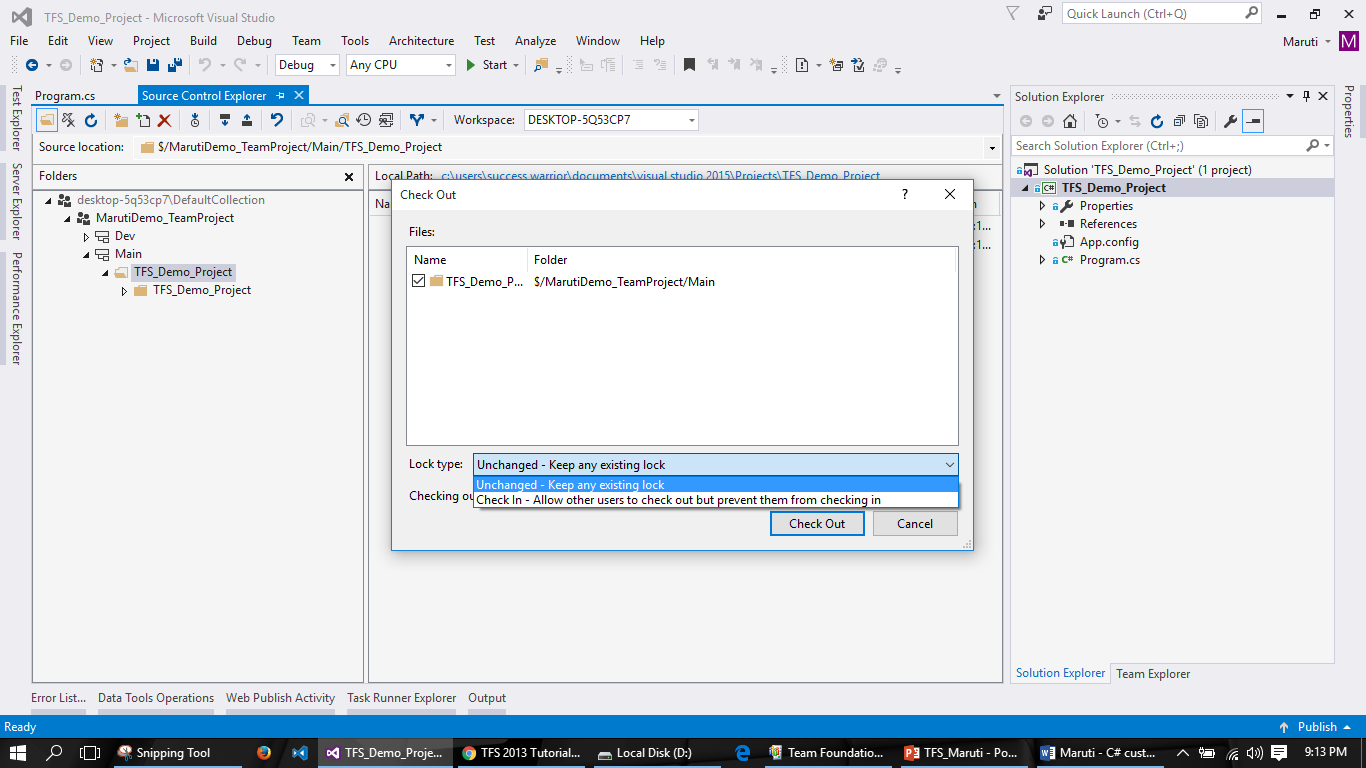 TFS_Demo_Project - Microsoft Visual Studio
Quick Launch (Ctrl+Q)
File Edit View Project Build Debug Team Tools Architecture Test Analyze Window Help
Maruti M
Debug Any CPU Start
Test Explorer
Server Explorer
Performance Explorer
Program.cs Source Control Explorer
Workspace: DESKTOP-5Q53CP7
Source location: $/MarutiDemo_TeamProject/Main/TFS_Demo_Project
Folders
desktop-5q53cp7\DefaultCollection
MarutiDemo_TeamProject
Dev
Main
TFS_Demo_Project
TFS_Demo_Project
Local Path: c:\users\success warrior\documents\visual studio 2015\Projects\TFS_Demo_Project
Na
:1...
:1...
Check Out
?
Files:
Name Folder
TFS_Demo_P... $/MarutiDemo_TeamProject/Main
Lock type: Unchanged - Keep any existing lock
Unchanged - Keep any existing lock
Check In - Allow other users to check out but prevent them from checking in
Checking ou
Check Out Cancel
Solution Explorer
Search Solution Explorer (Ctrl+;)
Solution 'TFS_Demo_Project' (1 project)
C# TFS_Demo_Project
Properties
References
App.config
C# Program.cs
Solution Explorer Team Explorer
Properties
Error List... Data Tools Operations Web Publish Activity Task Runner Explorer Output
Ready
Publish
Snipping Tool
TFS_Demo_Proje...
TFS 2013 Tutorial...
Local Disk (D:)
Team Foundatio...
TFS_Maruti - Po...
Maruti - C# cust...
9:13 PM